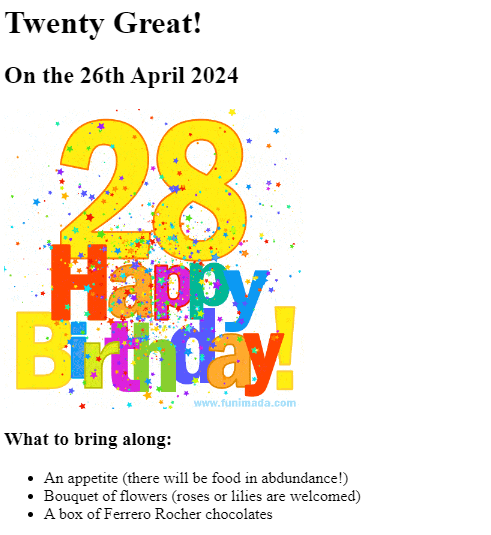 Twenty Great!
On the 26th April 2024
28
Happy
Birthday!
www.funimada.com
What to bring along:
An appetite (there will be food in abdundance!)
Bouquet of flowers (roses or lilies are welcomed)
A box of Ferrero Rocher chocolates